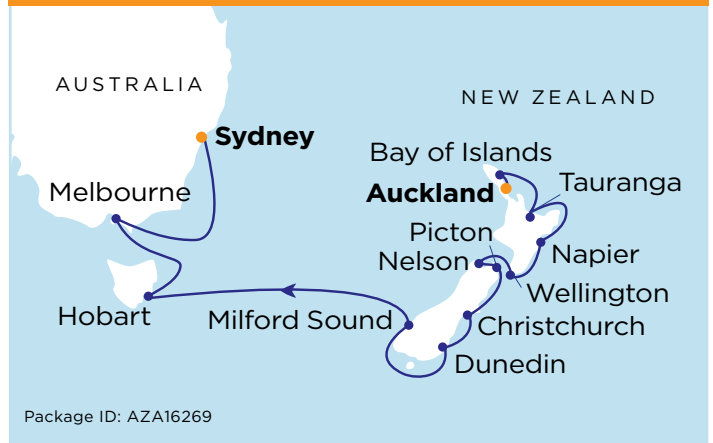 AUSTRALIA
NEW ZEALAND
Sydney
Bay of Islands
Tauranga
Auckland
Melbourne
Picton
Nelson
Napier
Wellington
Hobart
Milford Sound
Christchurch
Dunedin
Package ID: AZA16269